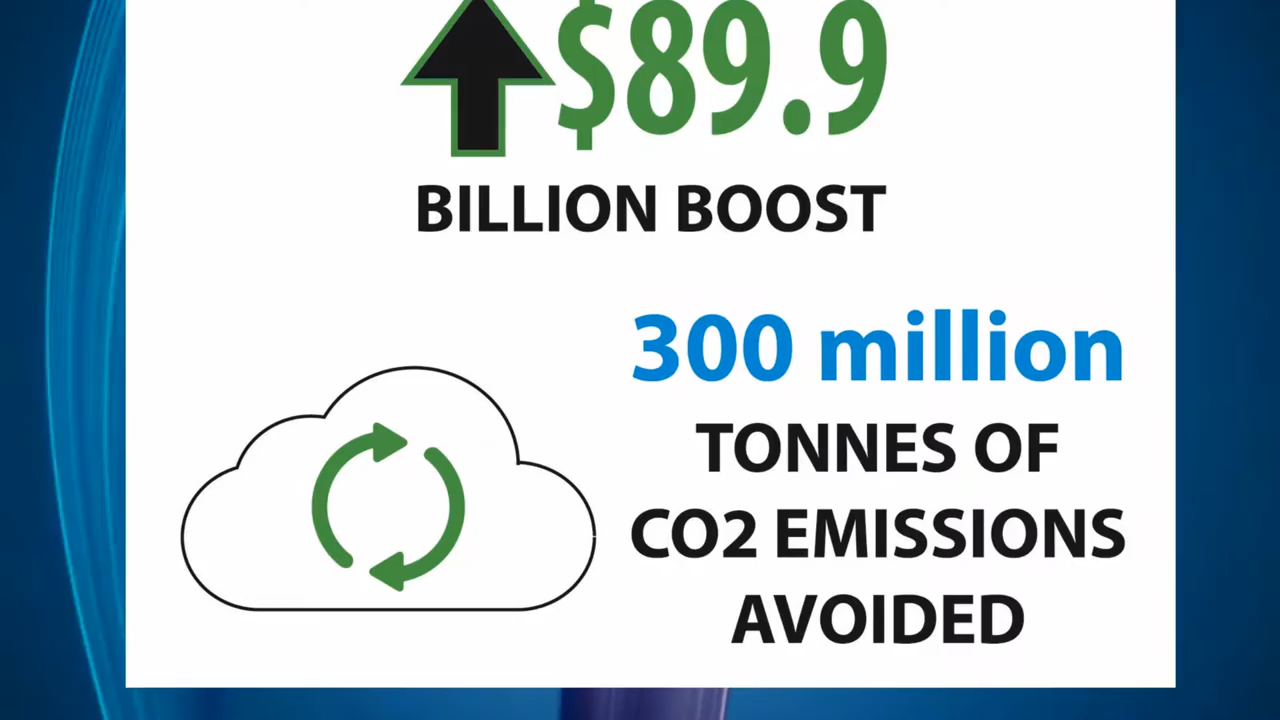 $89.9
BILLION BOOST
300 million
TONNES OF
CO2 EMISSIONS
AVOIDED